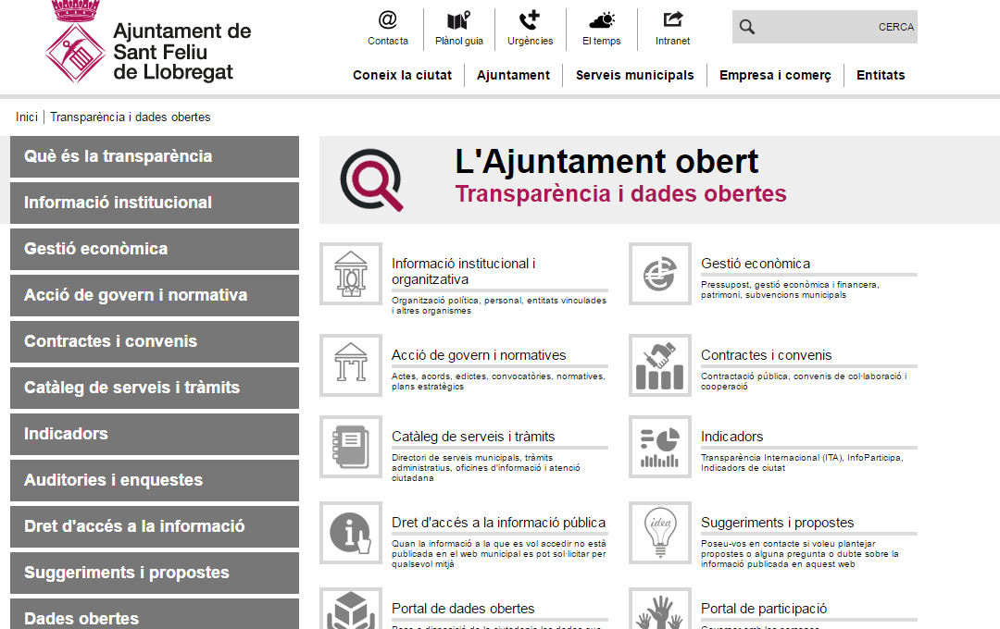 Ajuntament de
Sant Feliu
de Llobregat
Contacta
Plànol guia
Urgències
El temps
Intranet
CERCA
Coneix la ciutat
Ajuntament
Serveis municipals
Empresa i comerç
Entitats
Inici
Transparència i dades obertes
Què és la transparència
Informació institucional
Gestió econòmica
Acció de govern i normativa
Contractes i convenis
Catàleg de serveis i tràmits
Indicadors
Auditories i enquestes
Dret d'accés a la informació
Suggeriments i propostes
Dades obertes
L'Ajuntament obert
Transparència i dades obertes
Informació institucional i
organitzativa
Organització política, personal, entitats vinculades
i altres organismes
Gestió econòmica
Pressupost, gestió econòmica i financera,
patrimoni, subvencions municipals
Acció de govern i normatives
Actes, acords, edictes, convocatòries, normatives,
plans estratègics
Contractes i convenis
Contractació pública, convenis de col·laboració i
cooperació
Catàleg de serveis i tràmits
Directori de serveis municipals, tràmits
administratius, oficines d'informació i atenció
ciutadana
Indicadors
Transparència Internacional (ITA), InfoParticipa,
Indicadors de ciutat
Dret d'accés a la informació pública
Quan la informació a la que es vol accedir no està
publicada en el web municipal es pot sol·licitar per
qualsevol mitjà
idea
Suggeriments i propostes
Poseu-vos en contacte si voleu plantejar
propostes o alguna pregunta o dubte sobre la
informació publicada en aquest web
Portal de dades obertes
Portal de participació